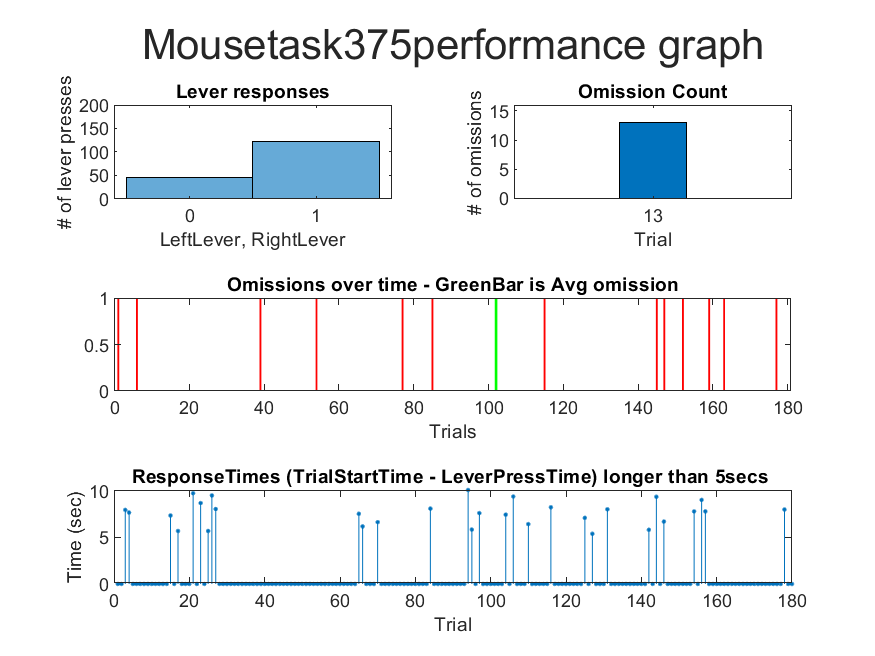 Mousetask375performance graph
Lever responses
# of lever presses
200
150
100
50
0
0 1
LeftLever, RightLever
Omission Count
# of omissions
15
10
5
0
13
Trial
Omissions over time - GreenBar is Avg omission
1
0.5
0
0 20 40 60 80 100 120 140 160 180
Trials
ResponseTimes (TrialStartTime - LeverPressTime) longer than 5secs
Time (sec)
10
5
0
0 20 40 60 80 100 120 140 160 180
Trial